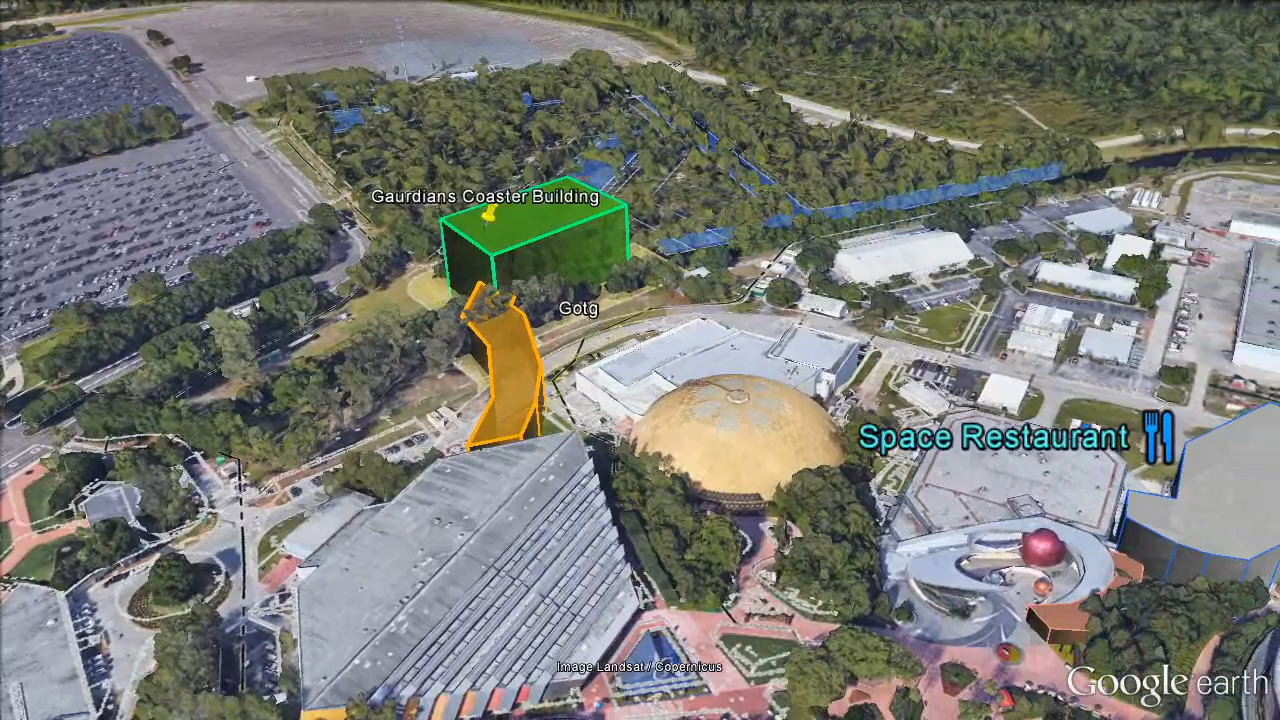 Gaurdians Coaster Building
Gotg
Space Restaurant
Image Landsat / Copernicus
Google earth